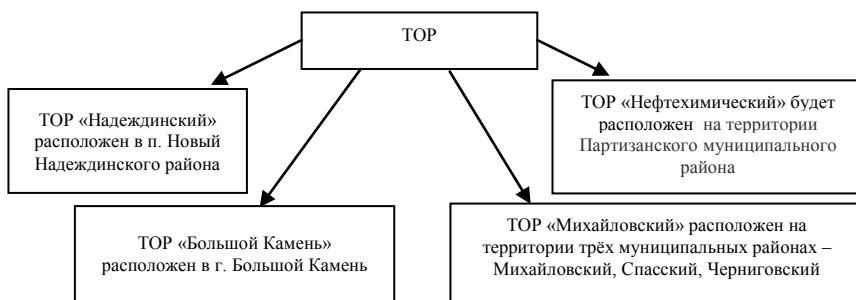 ТОР
ТОР «Надеждинский»
расположен в п. Новый
Надеждинского района
ТОР «Нефтехимический» будет
расположен на территории
Партизанского муниципального
района
ТОР «Большой Камень»
расположен в г. Большой Камень
ТОР «Михайловский» расположен на
территории трёх муниципальных районах –
Михайловский, Спасский, Черниговский